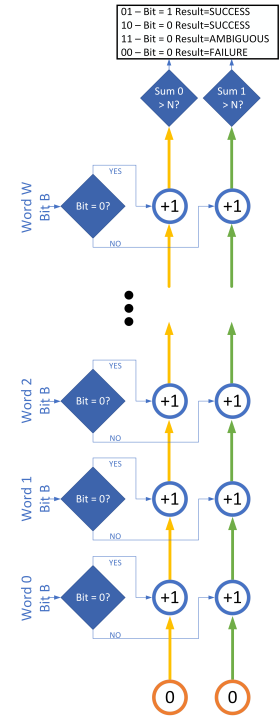 01 – Bit = 1 Result=SUCCESS
10 – Bit = 0 Result=SUCCESS
11 – Bit = 0 Result=AMBIGUOUS
00 – Bit = 0 Result=FAILURE
Sum 0
> N?
Sum 1
> N?
Word W
Bit B
YES
Bit = 0?
+1
+1
NO
Word 2
Bit B
YES
Bit = 0?
+1
+1
NO
Word 1
Bit B
YES
Bit = 0?
+1
+1
NO
Word 0
Bit B
YES
Bit = 0?
+1
+1
NO
0
0